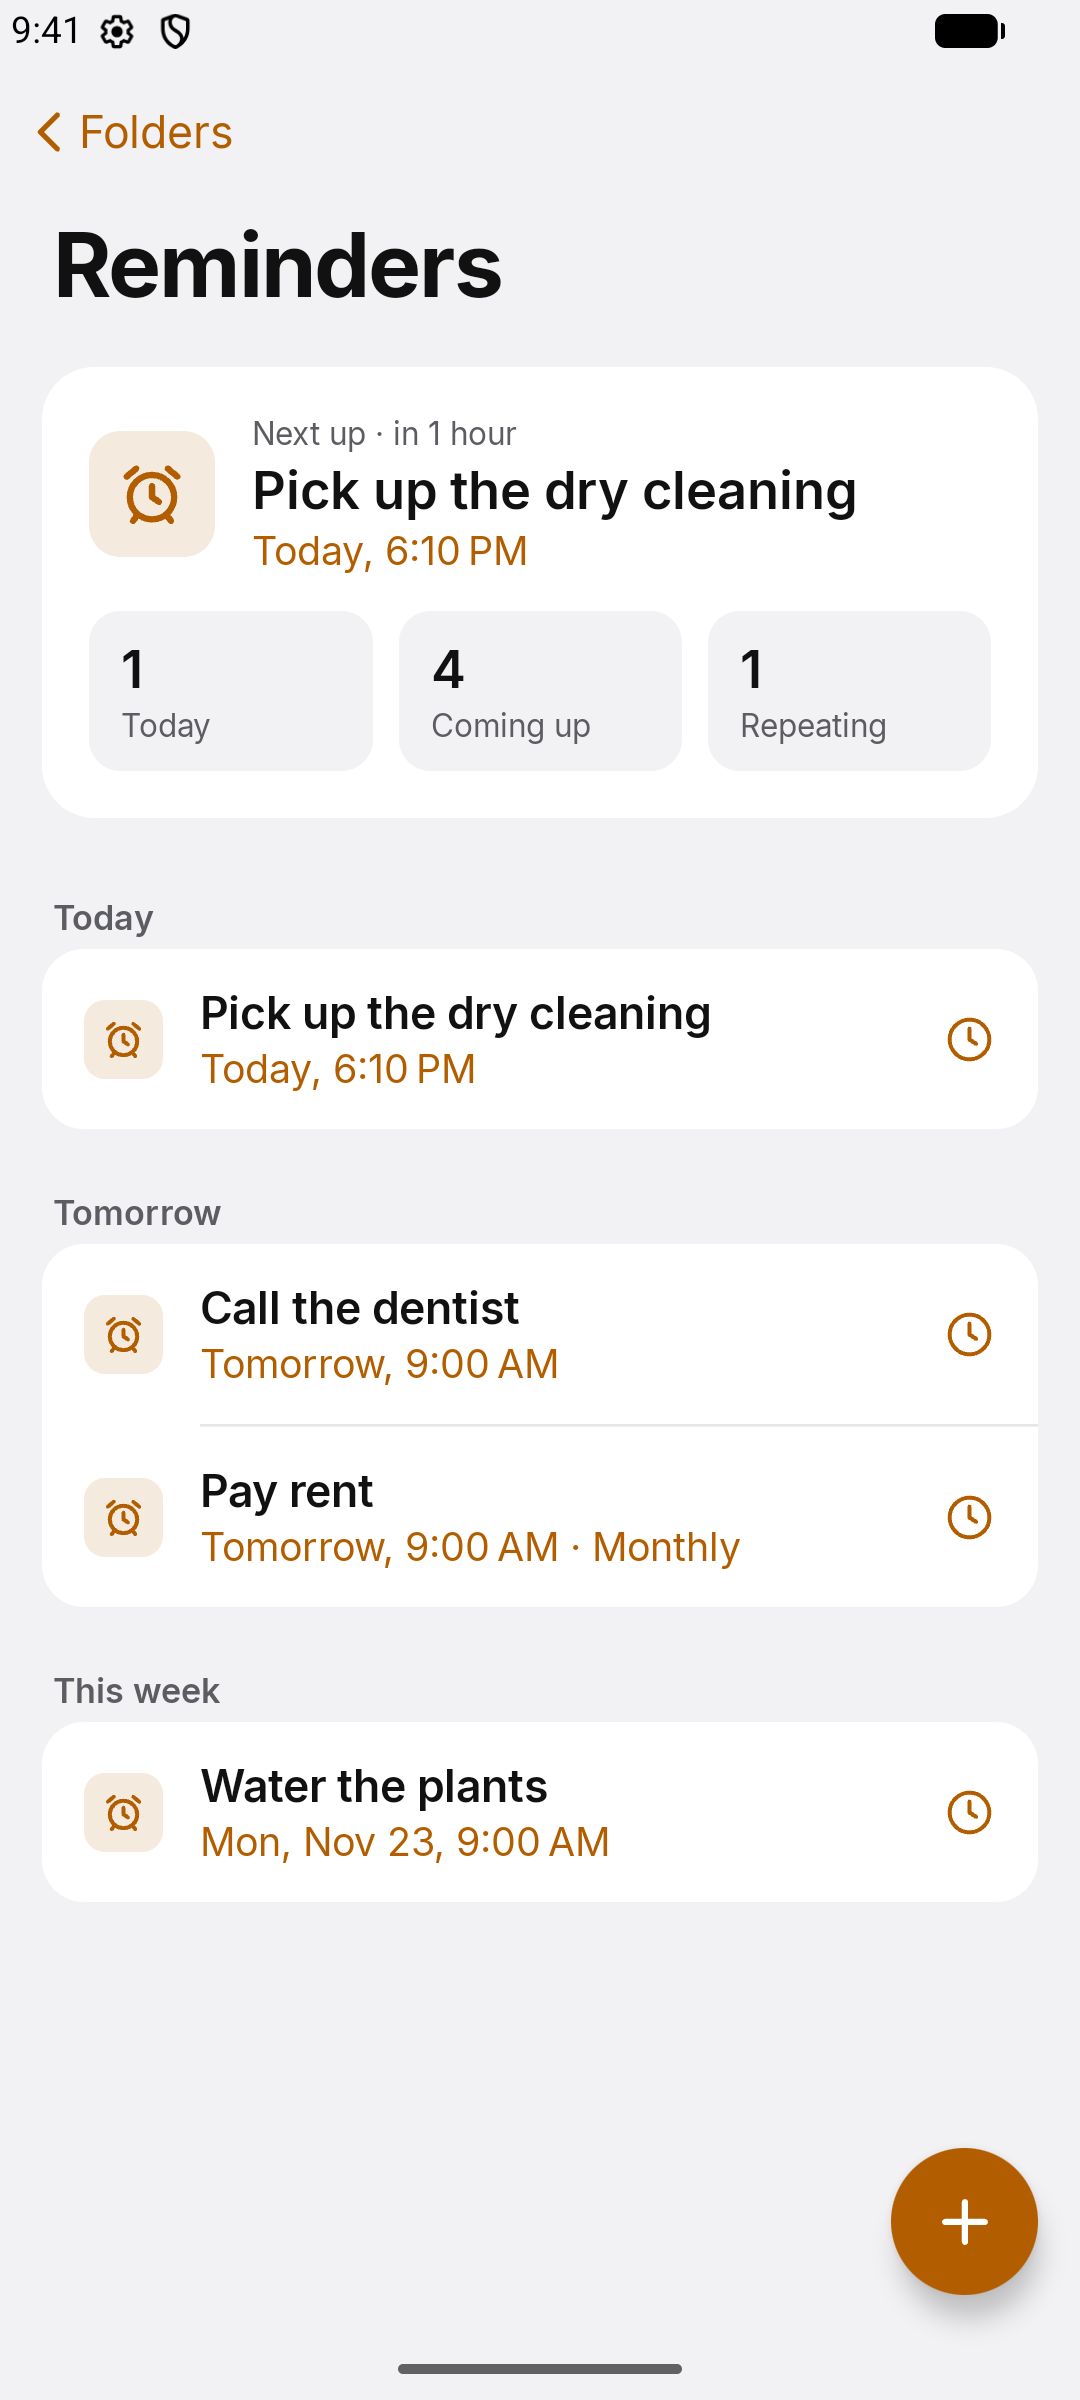 9:41
Folders
Reminders
Next up · in 1 hour
Pick up the dry cleaning
Today, 6:10 PM
1
Today
4
Coming up
1
Repeating
Today
Pick up the dry cleaning
Today, 6:10 PM
Tomorrow
Call the dentist
Tomorrow, 9:00 AM
Pay rent
Tomorrow, 9:00 AM · Monthly
This week
Water the plants
Mon, Nov 23, 9:00 AM